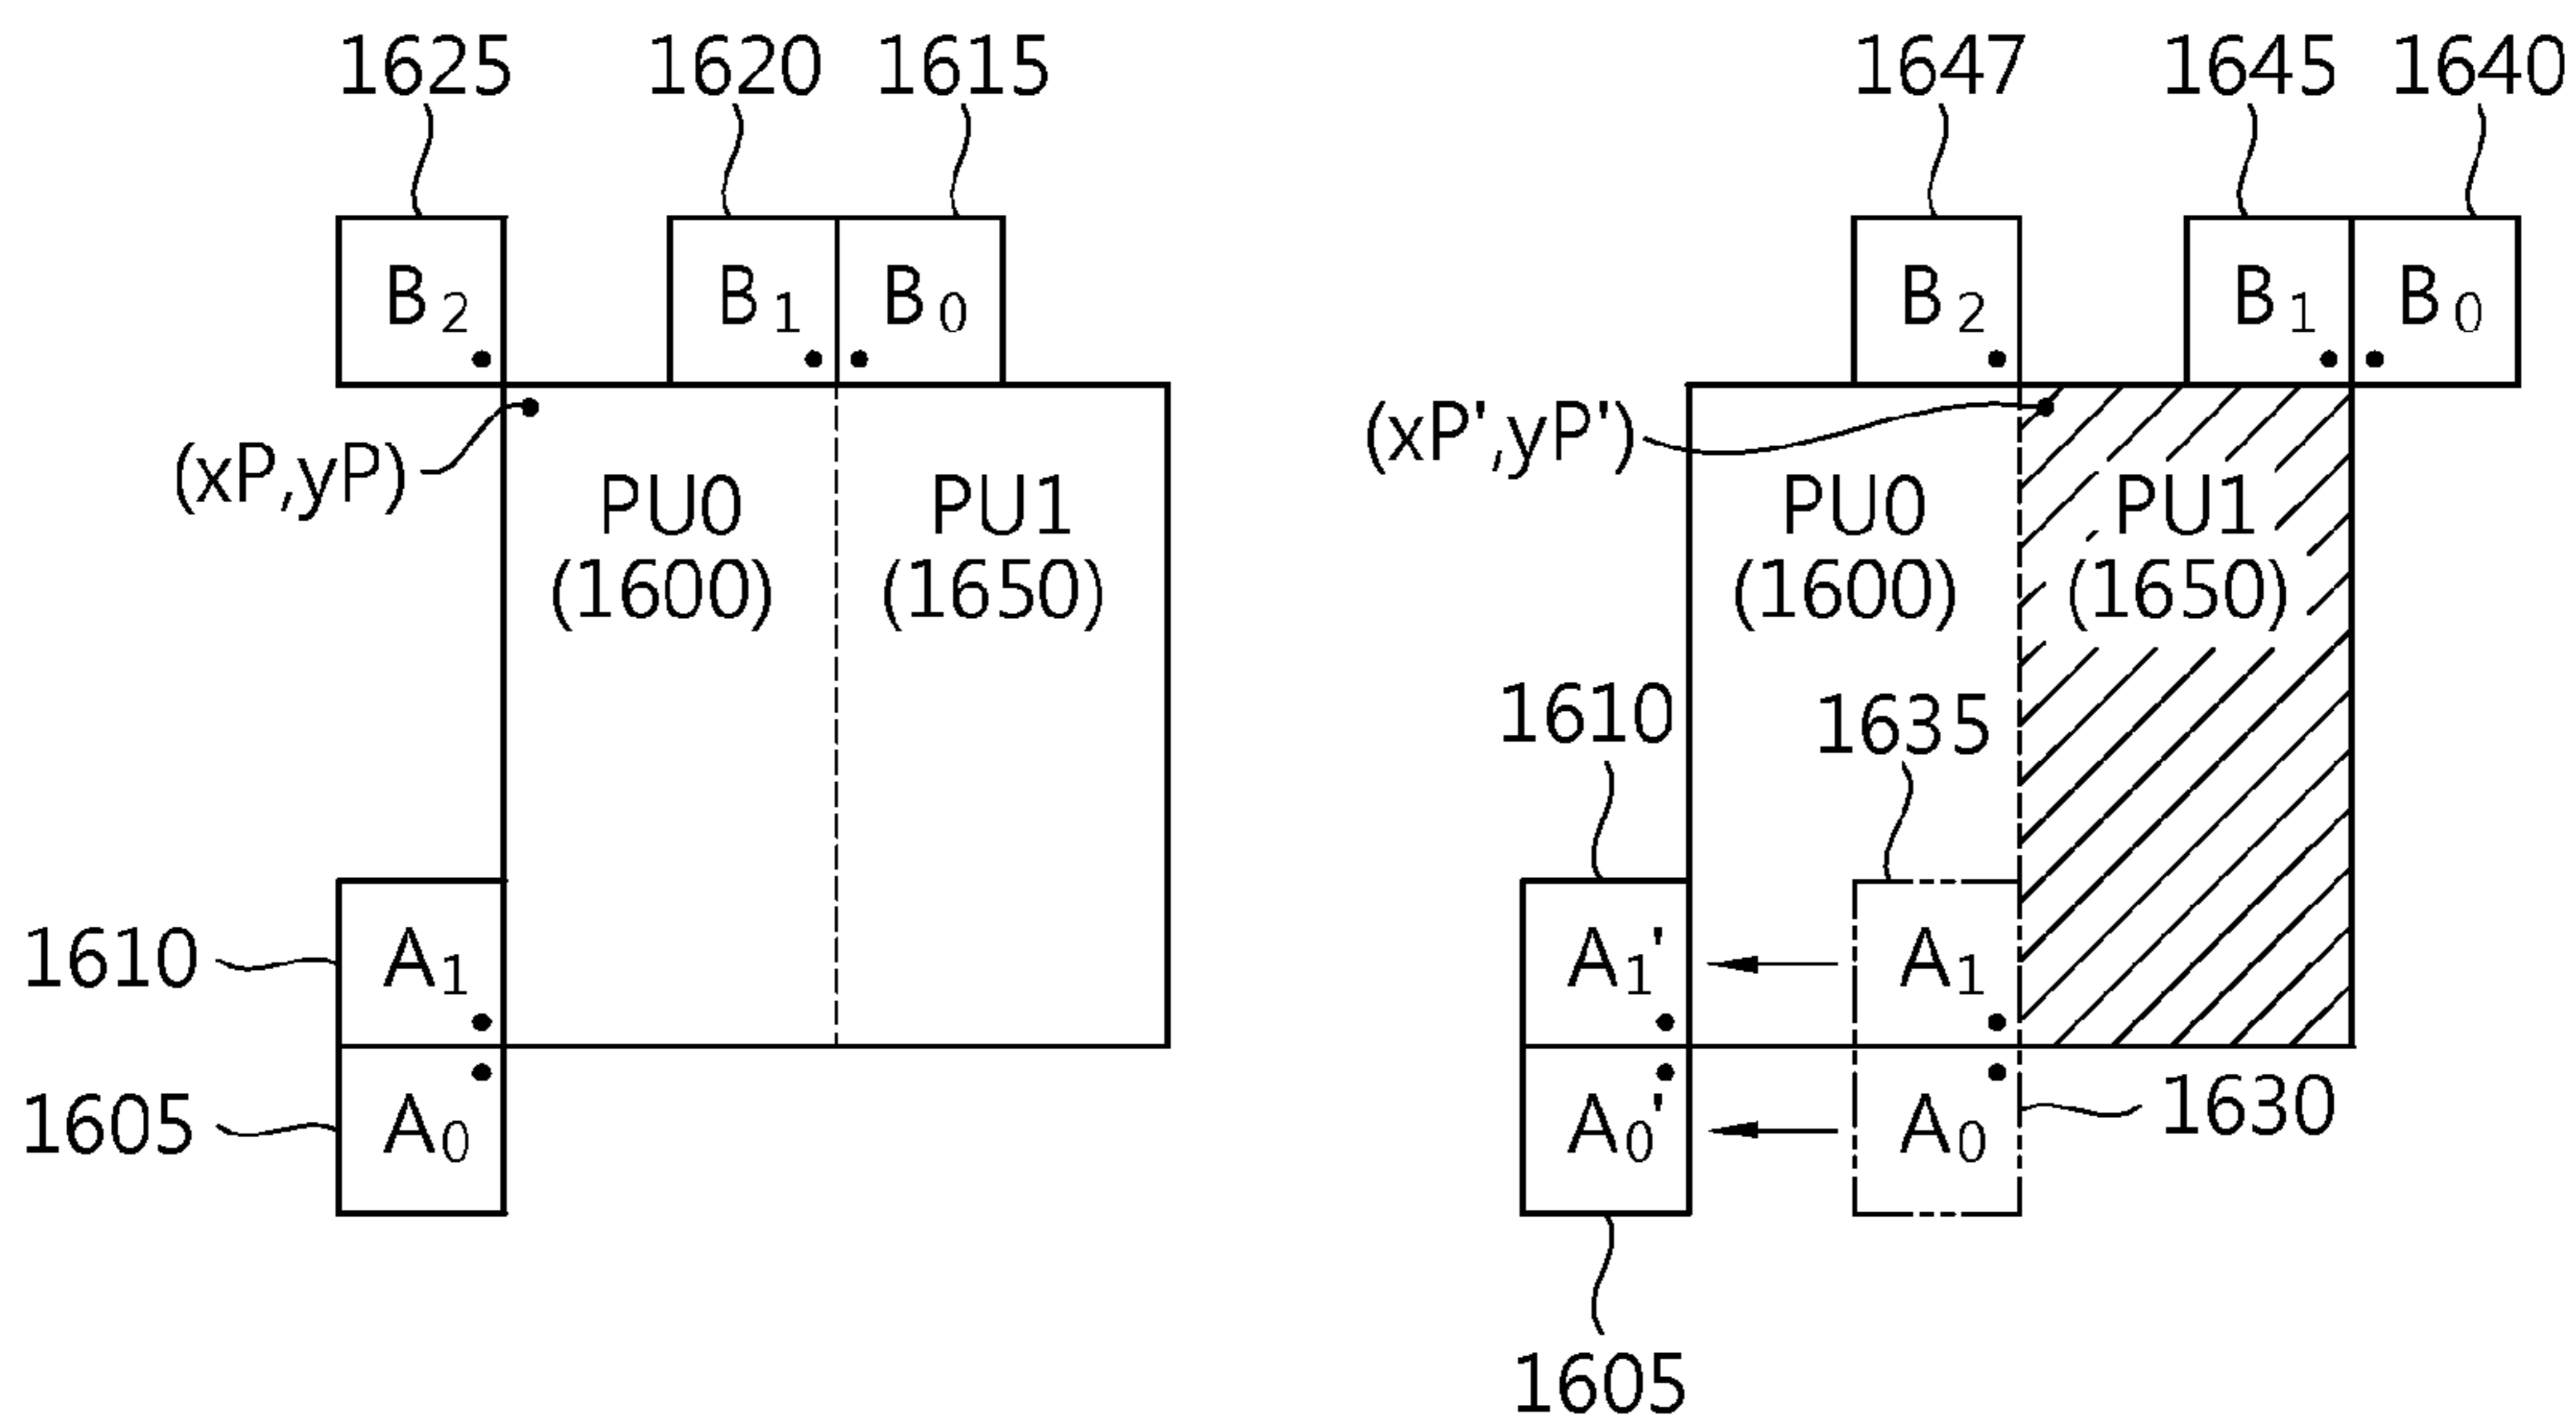 1625 1620 1615
B2 B1 B0
(xP,yP)
PU0 PU1
(1600) (1650)
1610 A1
1605 A0
1647 1645 1640
B2 B1 B0
(xP',yP')
PU0 PU1
(1600) (1650)
1610 1635
A1' A1
A0' A0 1630
1605